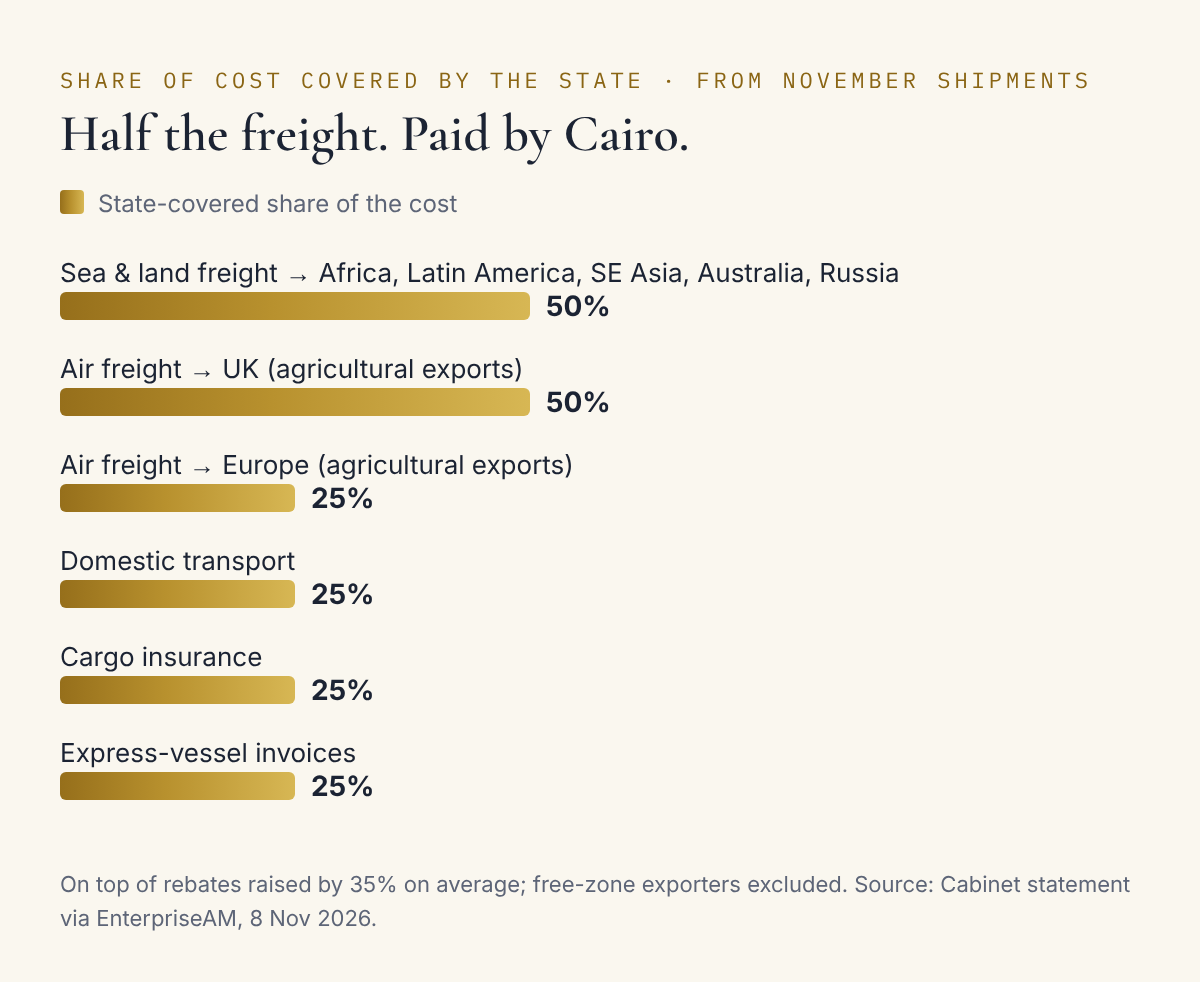 SHARE OF COST COVERED BY THE STATE · FROM NOVEMBER SHIPMENTS
Half the freight. Paid by Cairo.
State-covered share of the cost
Sea & land freight → Africa, Latin America, SE Asia, Australia, Russia
50%
Air freight → UK (agricultural exports)
50%
Air freight → Europe (agricultural exports)
25%
Domestic transport
25%
Cargo insurance
25%
Express-vessel invoices
25%
On top of rebates raised by 35% on average; free-zone exporters excluded. Source: Cabinet statement
via EnterpriseAM, 8 Nov 2026.